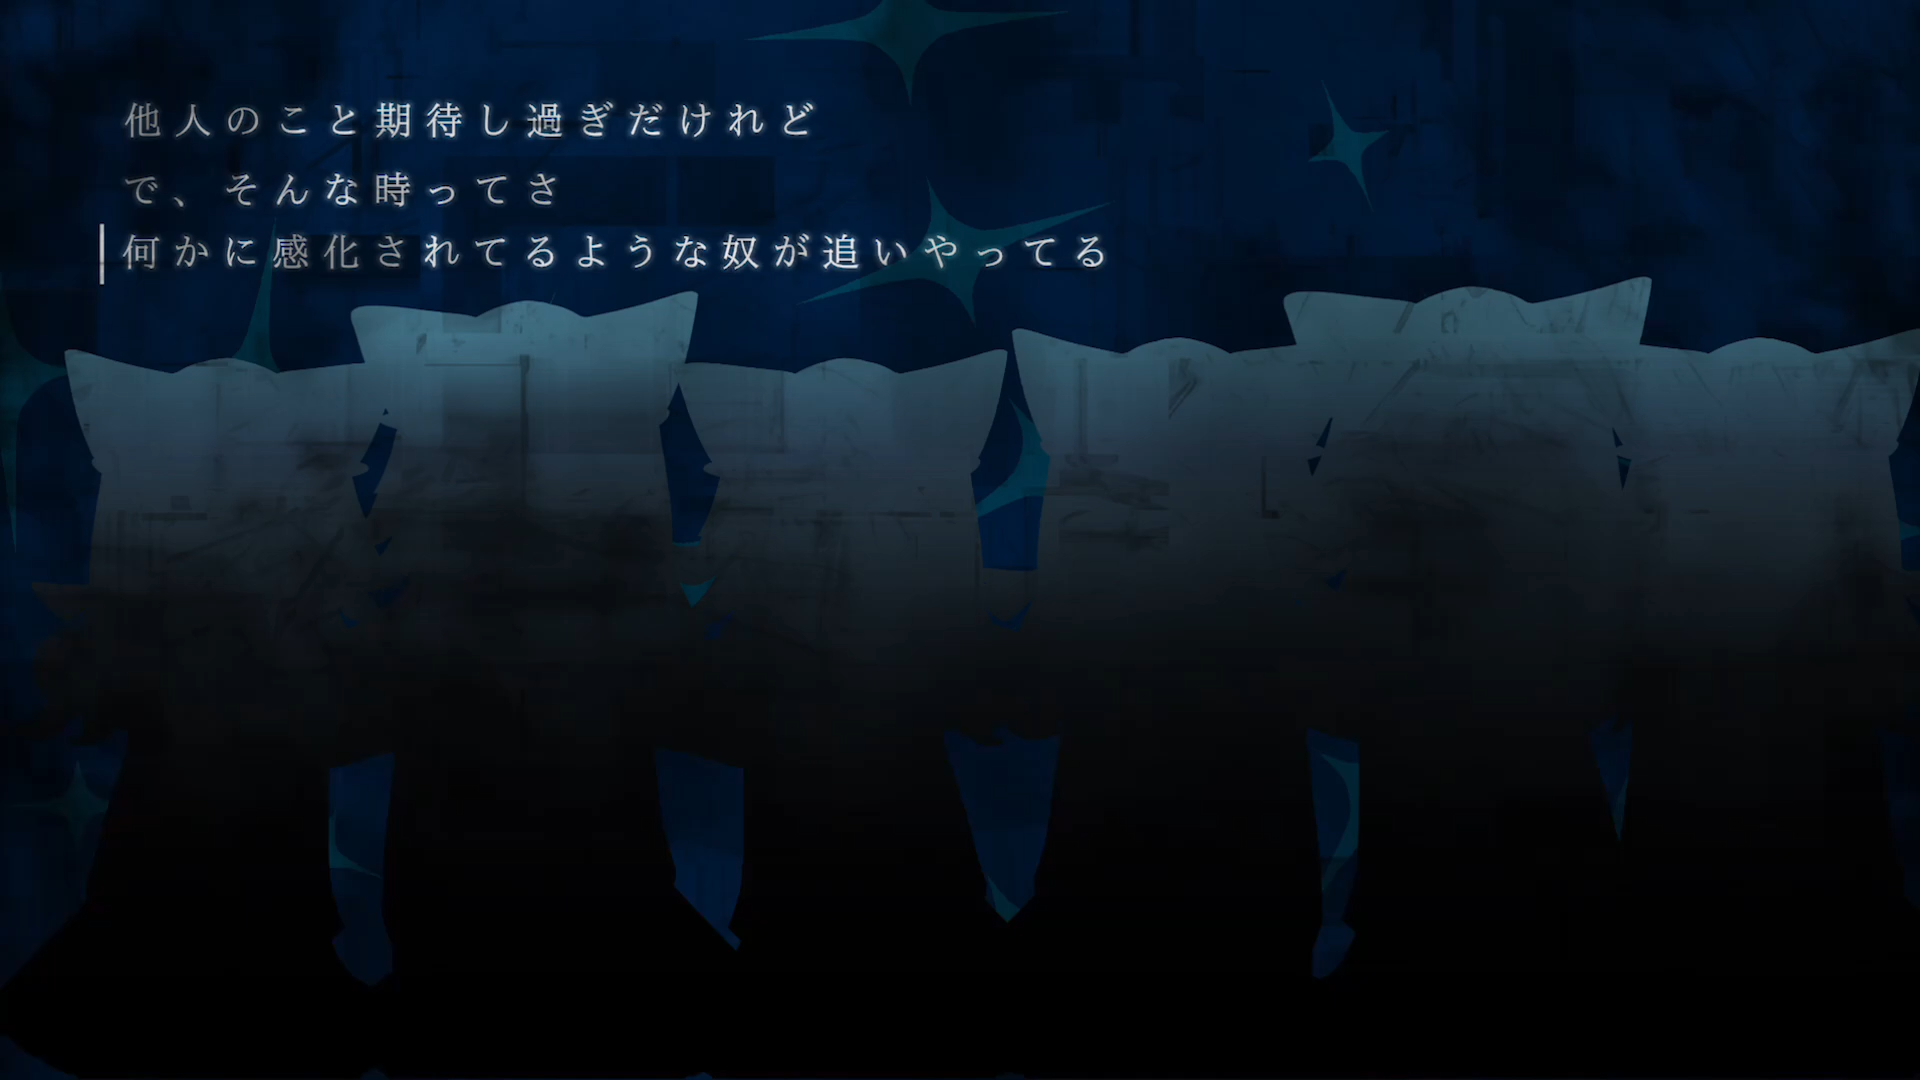 他人のこと期待し過ぎだけれど
で、そんな時ってさ
何かに感化されてるような奴が追いやってる